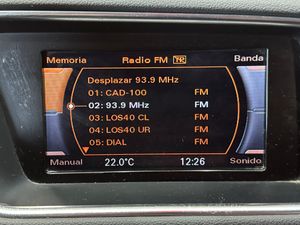 Memoria Radio FM TP Banda
Desplazar 93.9 MHz
01: CAD-100 FM
02: 93.9 MHz FM
03: LOS40 CL FM
04: LOS40 UR FM
05: DIAL FM
Manual 22.0°C 12:26 Sonido